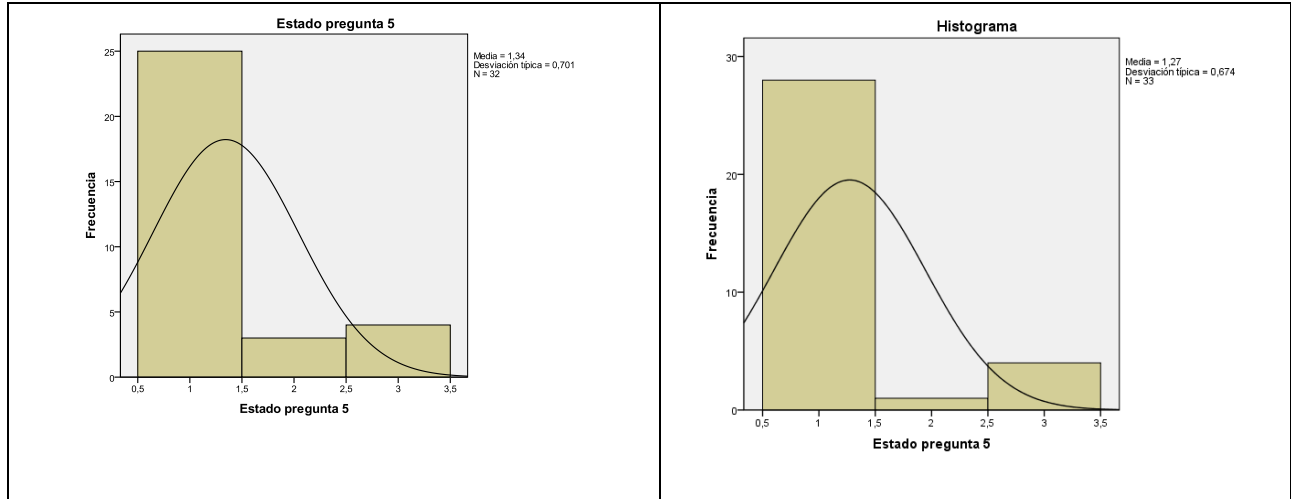 Estado pregunta 5
Media = 1,34
Desviación típica = 0,701
N = 32
Frecuencia
25
20
15
10
5
0
0,5 1 1,5 2 2,5 3 3,5
Estado pregunta 5
Histograma
Media = 1,27
Desviación típica = 0,674
N = 33
Frecuencia
30
20
10
0
0,5 1 1,5 2 2,5 3 3,5
Estado pregunta 5